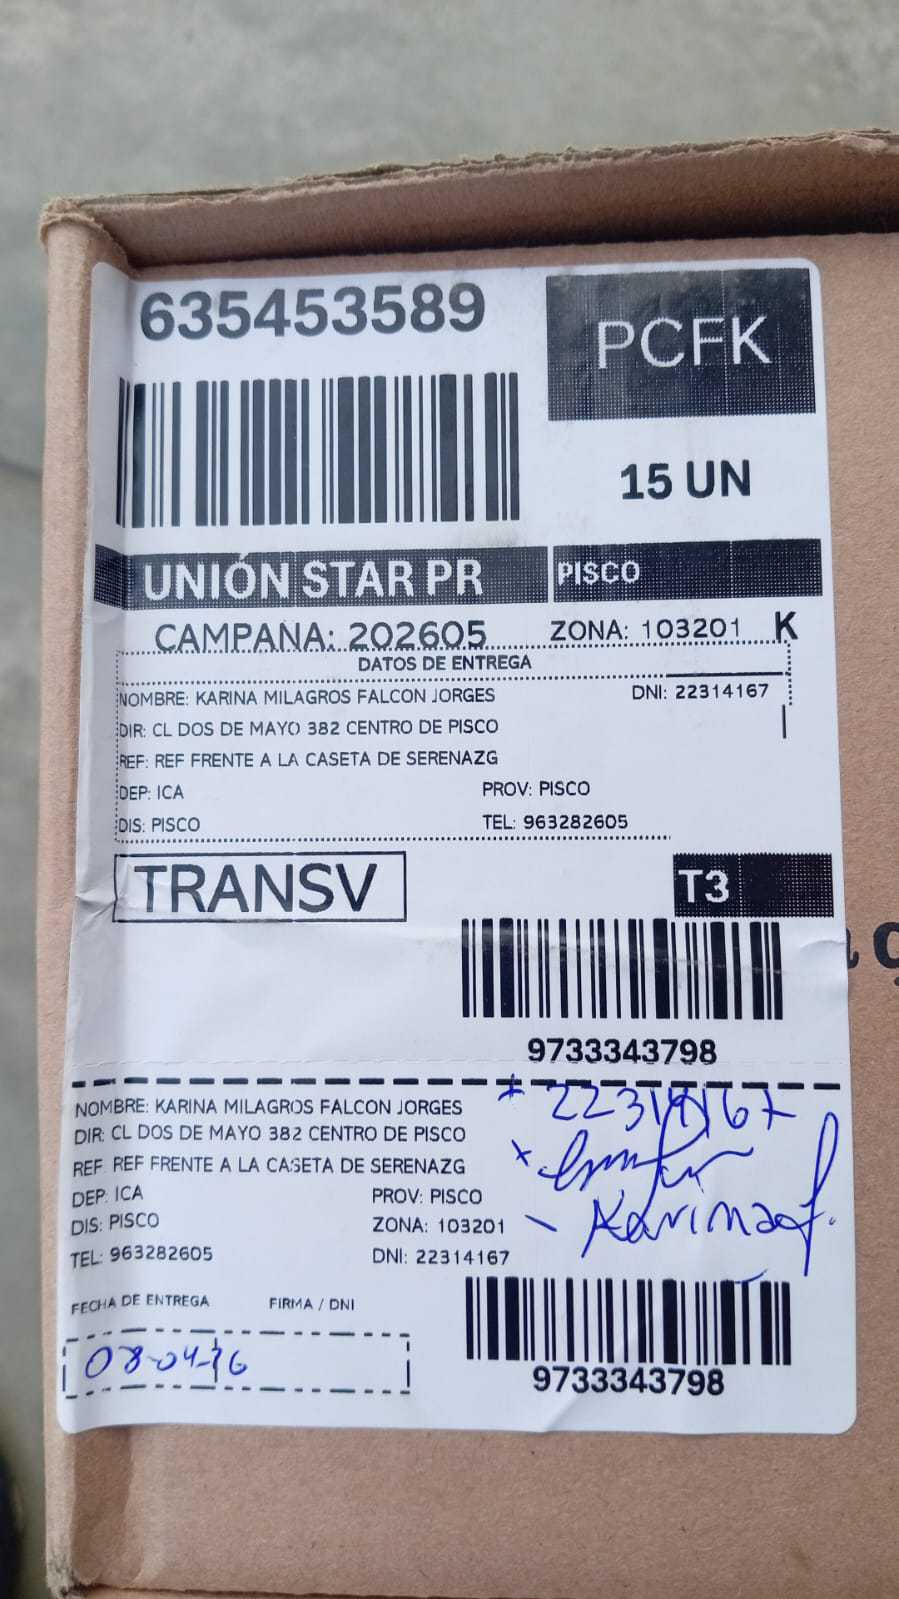 635453589
PCFK
15 UN
UNIÓN STAR PR
PISCO
CAMPANA: 202605
ZONA: 103201 K
DATOS DE ENTREGA
NOMBRE: KARINA MILAGROS FALCON JORGES
DNI: 22314167
DIR: CL DOS DE MAYO 382 CENTRO DE PISCO
REF: REF FRENTE A LA CASETA DE SERENAZG
DEP: ICA
PROV: PISCO
DIS: PISCO
TEL: 963282605
TRANSV
T3
9733343798
NOMBRE: KARINA MILAGROS FALCON JORGES
DIR: CL DOS DE MAYO 382 CENTRO DE PISCO
REF: REF FRENTE A LA CASETA DE SERENAZG
DEP: ICA
PROV: PISCO
DIS: PISCO
ZONA: 103201
TEL: 963282605
DNI: 22314167
22314167
Karina f.
FECHA DE ENTREGA
FIRMA / DNI
08-04-26
9733343798